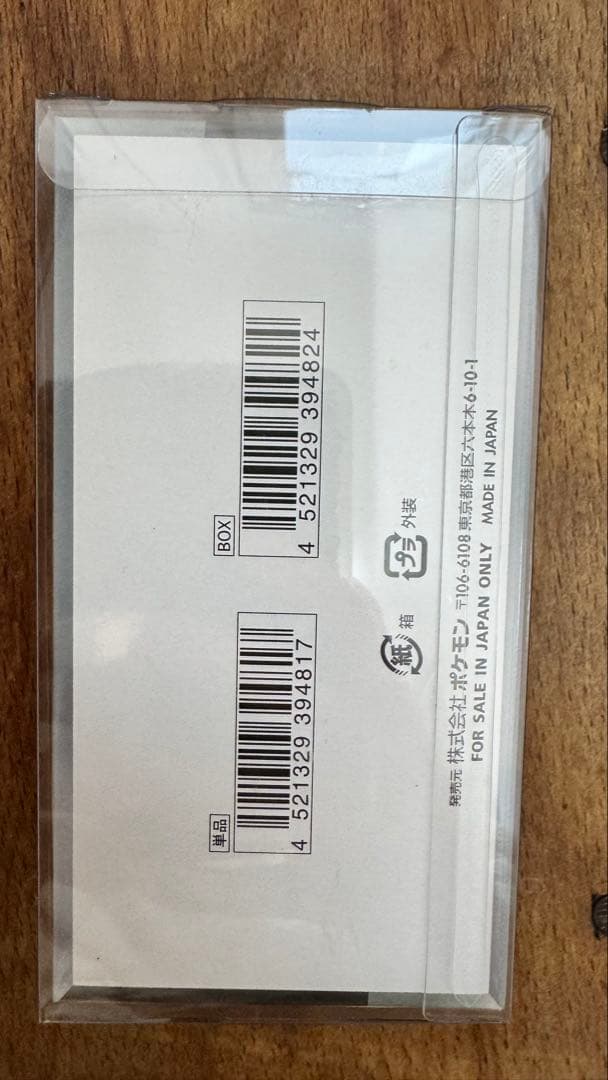 単品
4 521329 394817
BOX
4 521329 394824
紙 箱
プラ 外装
発売元 株式会社ポケモン 〒106-6108 東京都港区六本木6-10-1
FOR SALE IN JAPAN ONLY MADE IN JAPAN